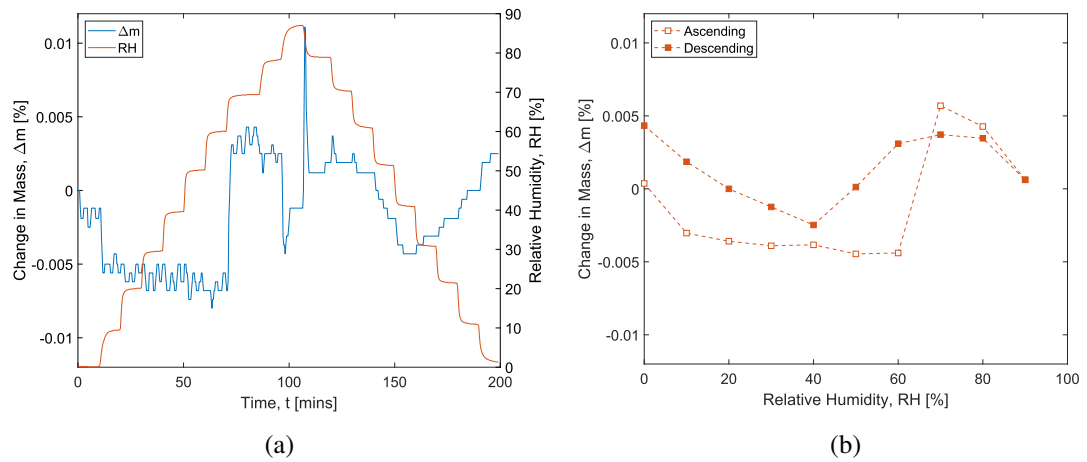 Δm
RH
0.01
0.005
0
-0.005
-0.01
Change in Mass, Δm [%]
90
80
70
60
50
40
30
20
10
0
Relative Humidity, RH [%]
0
50
100
150
200
Time, t [mins]
(a)
Ascending
Descending
0.01
0.005
0
-0.005
-0.01
Change in Mass, Δm [%]
0
20
40
60
80
100
Relative Humidity, RH [%]
(b)